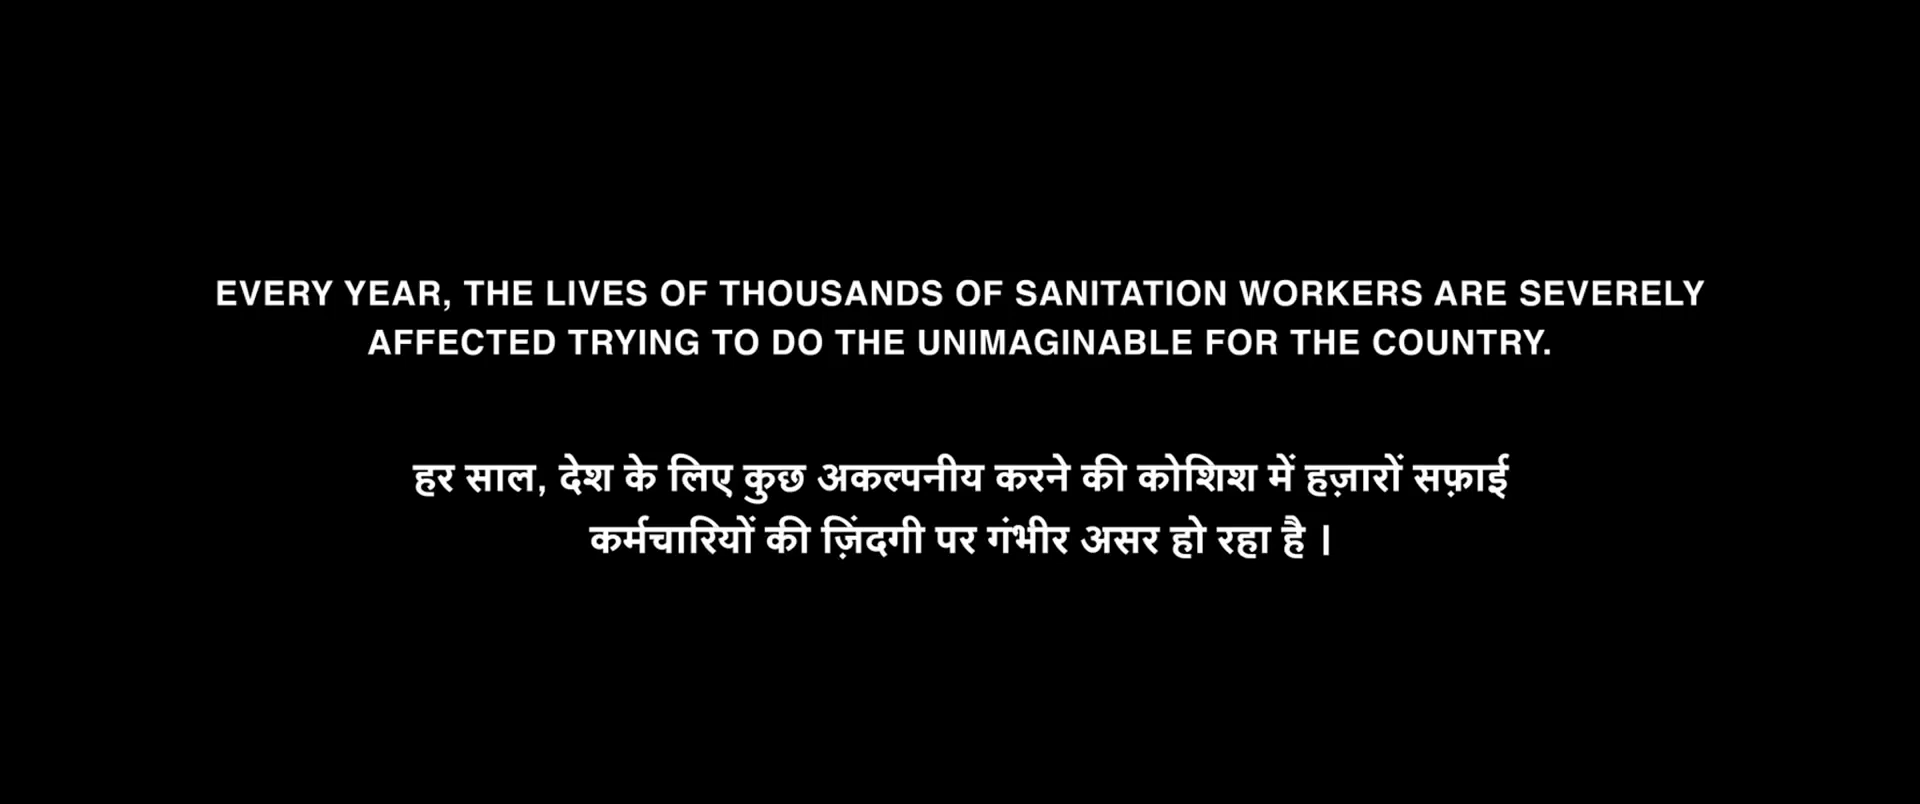 EVERY YEAR, THE LIVES OF THOUSANDS OF SANITATION WORKERS ARE SEVERELY
AFFECTED TRYING TO DO THE UNIMAGINABLE FOR THE COUNTRY.
हर साल, देश के लिए कुछ अकल्पनीय करने की कोशिश में हज़ारों सफ़ाई
कर्मचारियों की ज़िंदगी पर गंभीर असर हो रहा है ।